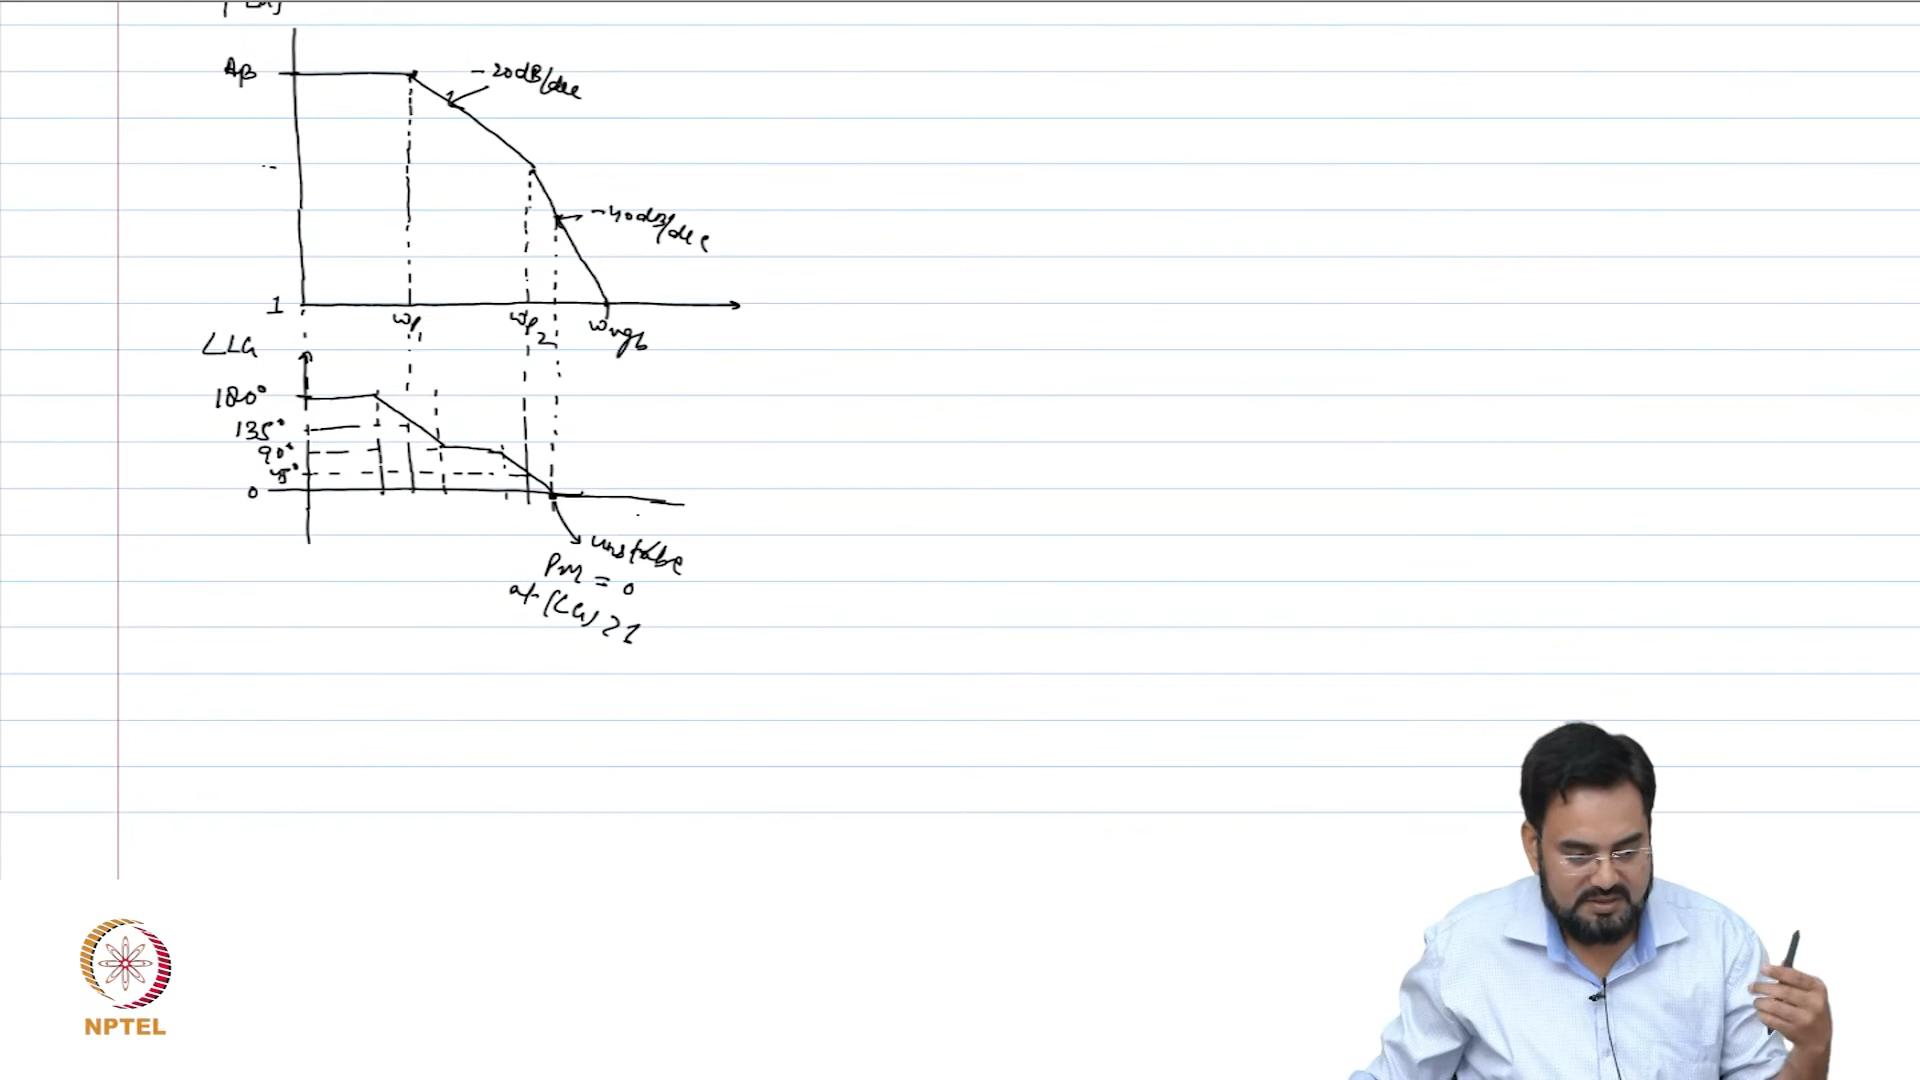 Aβ
-20dB/dec
-40dB/dec
1
ωp1
ωp2
ωugb
∠LG
180°
135°
90°
45°
0
unstable
PM = 0
at |LG| ≥ 1
NPTEL